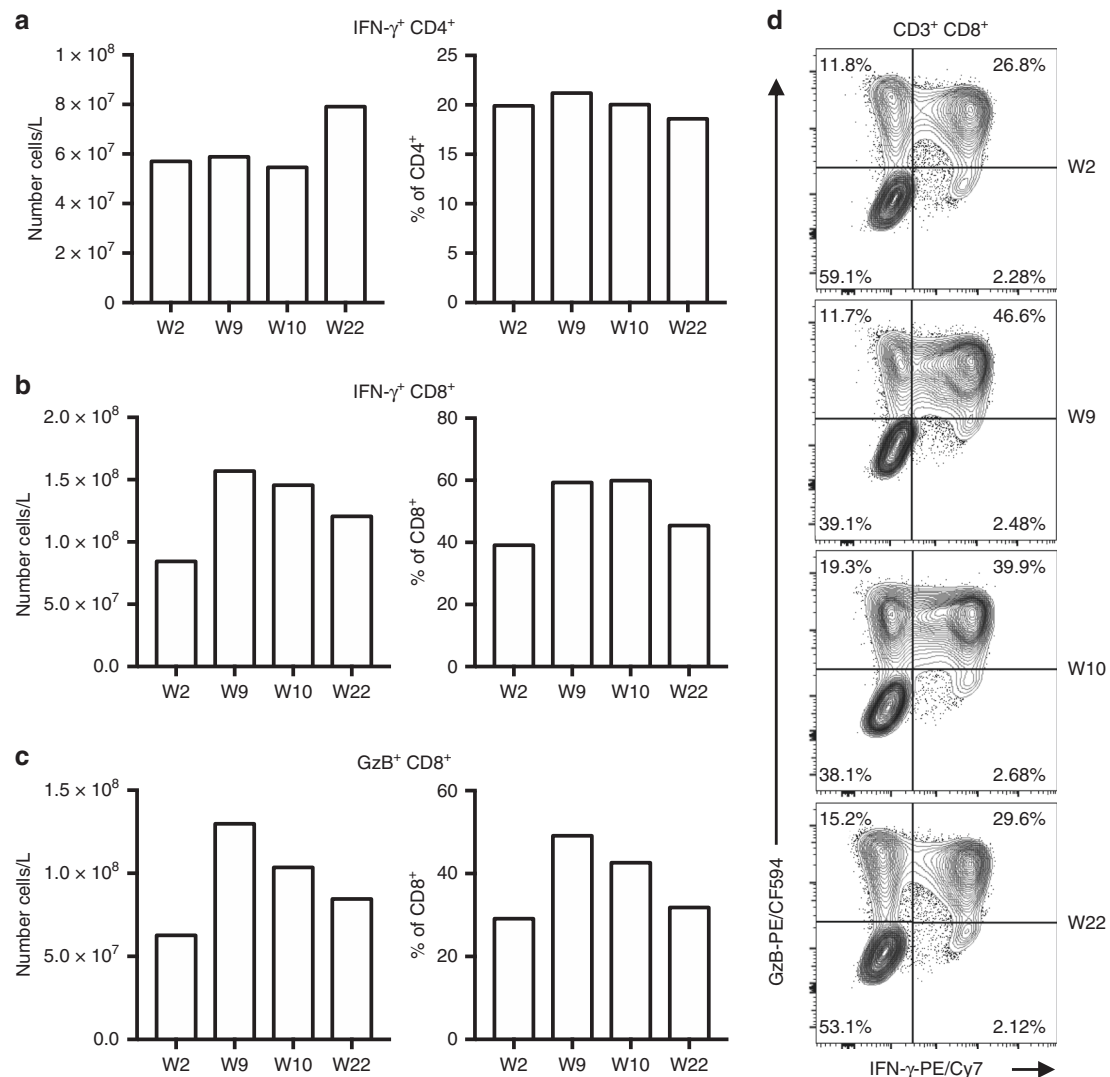 a
IFN-γ⁺ CD4⁺
Number cells/L
1 × 10⁸
8 × 10⁷
6 × 10⁷
4 × 10⁷
2 × 10⁷
0
W2 W9 W10 W22
% of CD4⁺
25
20
15
10
5
0
W2 W9 W10 W22
b
IFN-γ⁺ CD8⁺
Number cells/L
2.0 × 10⁸
1.5 × 10⁸
1.0 × 10⁸
5.0 × 10⁷
0.0
W2 W9 W10 W22
% of CD8⁺
80
60
40
20
0
W2 W9 W10 W22
c
GzB⁺ CD8⁺
Number cells/L
1.5 × 10⁸
1.0 × 10⁸
5.0 × 10⁷
0.0
W2 W9 W10 W22
% of CD8⁺
60
40
20
0
W2 W9 W10 W22
d
CD3⁺ CD8⁺
11.8% 26.8%
W2
59.1% 2.28%
11.7% 46.6%
W9
39.1% 2.48%
19.3% 39.9%
W10
38.1% 2.68%
15.2% 29.6%
W22
53.1% 2.12%
GzB-PE/CF594
IFN-γ-PE/Cy7